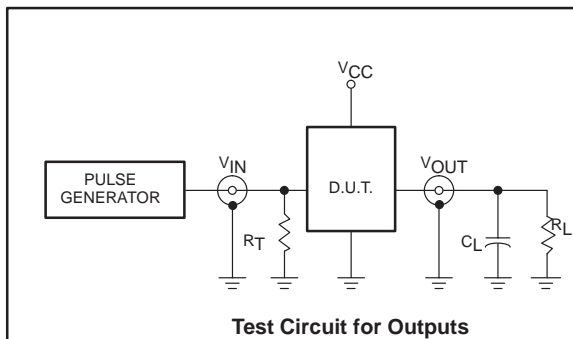 VCC
VIN
VOUT
PULSE
GENERATOR
D.U.T.
RT
CL
RL
Test Circuit for Outputs